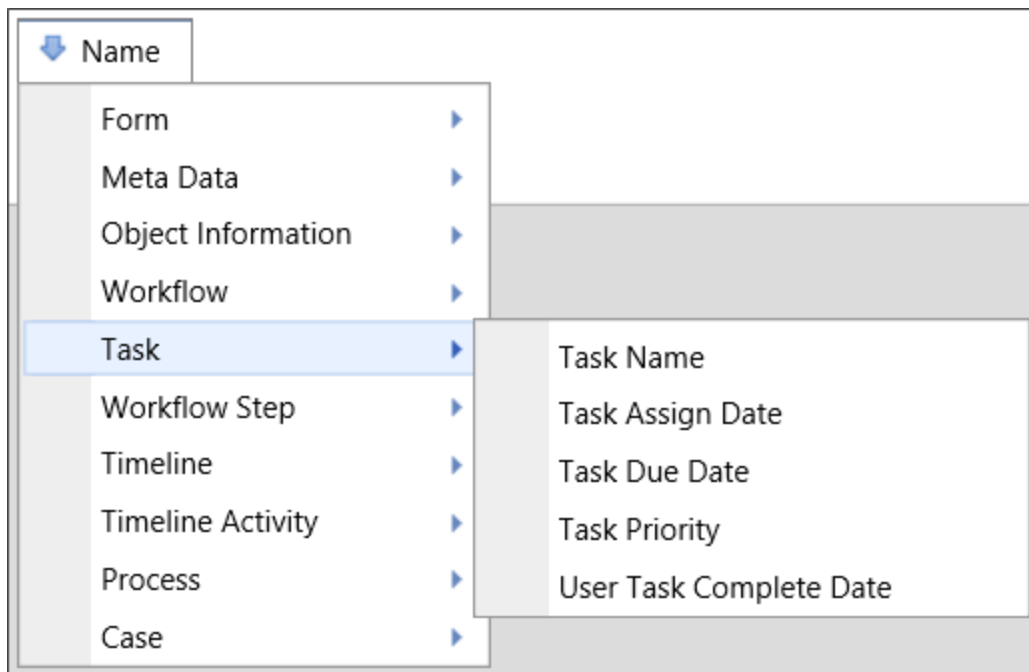 Name
Form
Meta Data
Object Information
Workflow
Task
Workflow Step
Timeline
Timeline Activity
Process
Case
Task Name
Task Assign Date
Task Due Date
Task Priority
User Task Complete Date